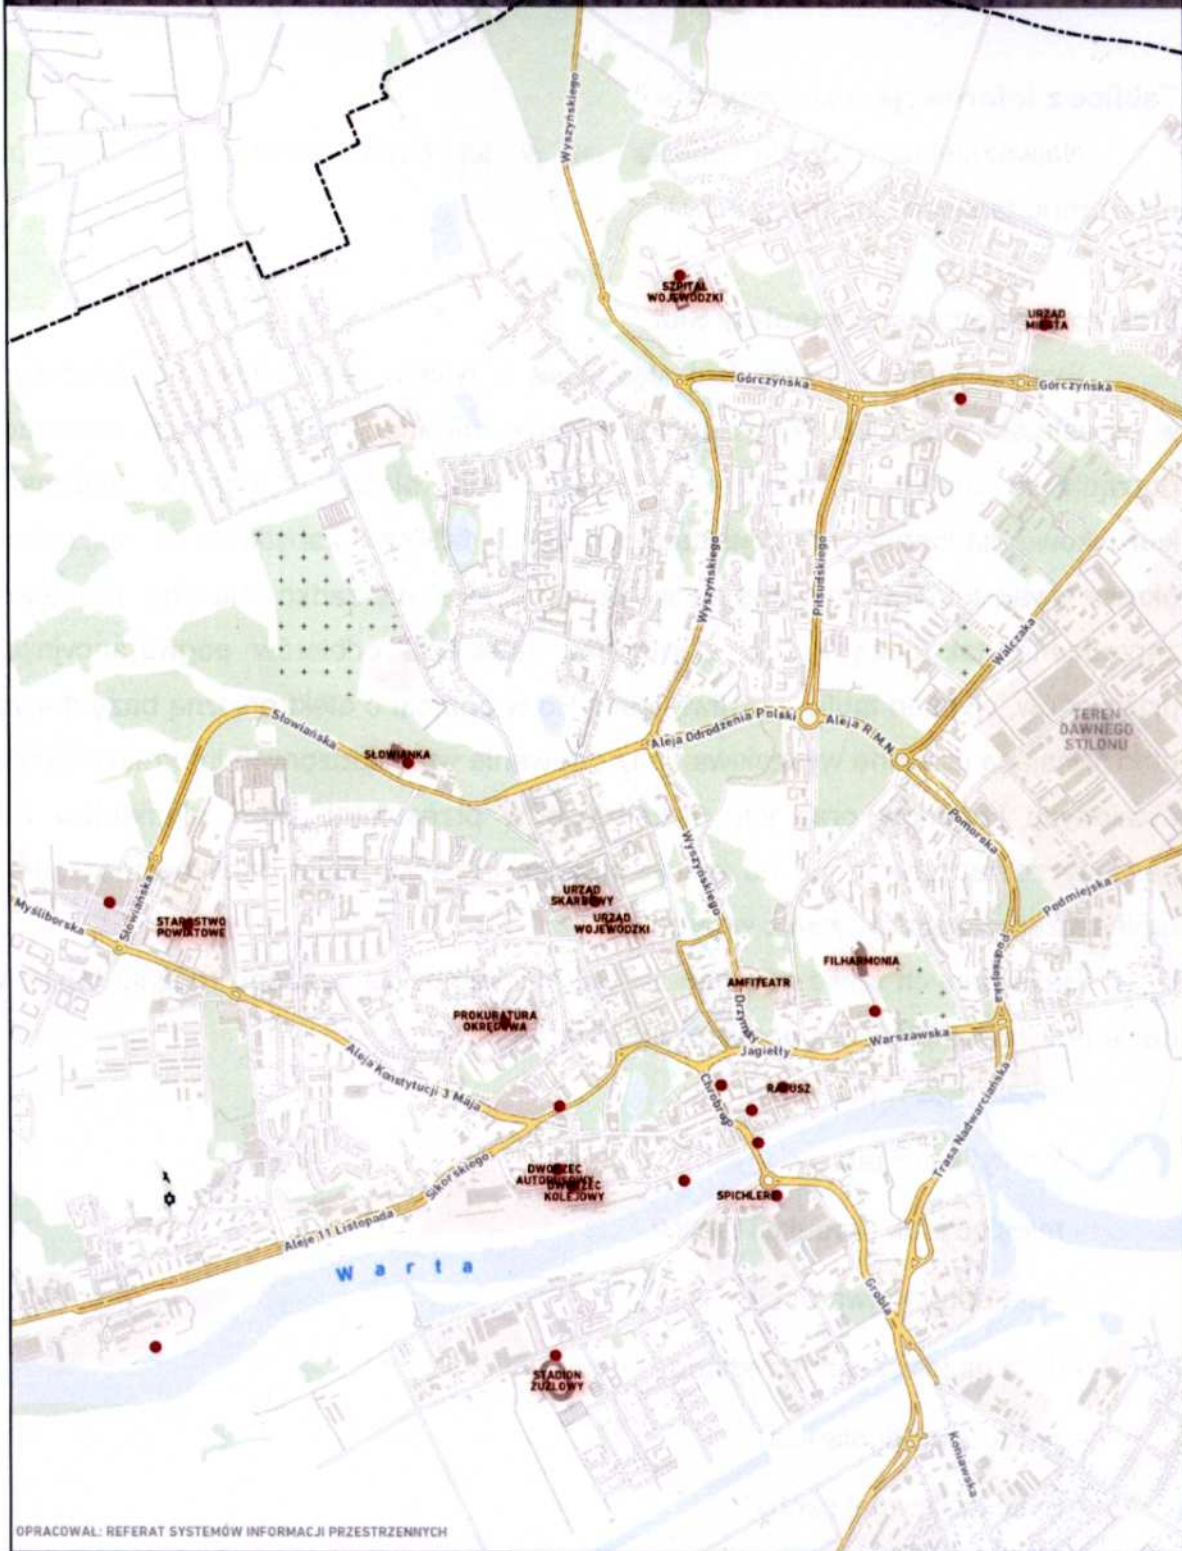 Wyszyńskiego
SZPITAL
WOJEWÓDZKI
URZĄD
MIASTA
Górczyńska
Górczyńska
Wyszyńskiego
Piłsudskiego
Walczaka
Słowiańska
SŁOWIANKA
Aleja Odrodzenia Polski
Aleja R.M.N.
TEREN
DAWNEGO
STILONU
Pomorska
Wyszyńskiego
Podmiejska
Myśliborska
Słowiańska
STAROSTWO
POWIATOWE
URZĄD
SKARBOWY
URZĄD
WOJEWÓDZKI
FILHARMONIA
Podmiejska
AMFITEATR
Drzymały
PROKURATURA
OKRĘGOWA
Jagiełły
Warszawska
Aleja Konstytucji 3 Maja
Chrobrego
RATUSZ
Trasa Nadwarciańska
Sikorskiego
DWORZEC
AUTOBUSOWY
DWORZEC
KOLEJOWY
SPICHLERZ
Aleje 11 Listopada
Warta
Grobla
STADION
ŻUŻLOWY
Koniawska
OPRACOWAŁ: REFERAT SYSTEMÓW INFORMACJI PRZESTRZENNYCH